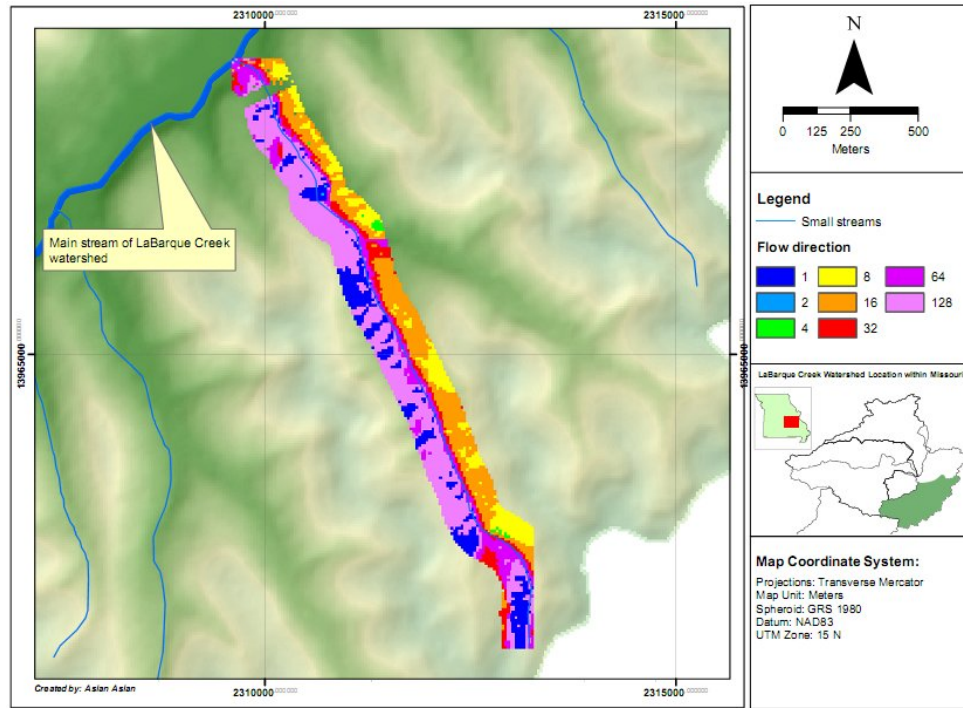 2310000
2315000
13965000
13965000
Main stream of LaBarque Creek
watershed
2310000
2315000
Created by: Aslan Aslan
N
0 125 250 500
Meters
Legend
Small streams
Flow direction
1 8 64
2 16 128
4 32
LaBarque Creek Watershed Location within Missouri
Map Coordinate System:
Projections: Transverse Mercator
Map Unit: Meters
Spheroid: GRS 1980
Datum: NAD83
UTM Zone: 15 N